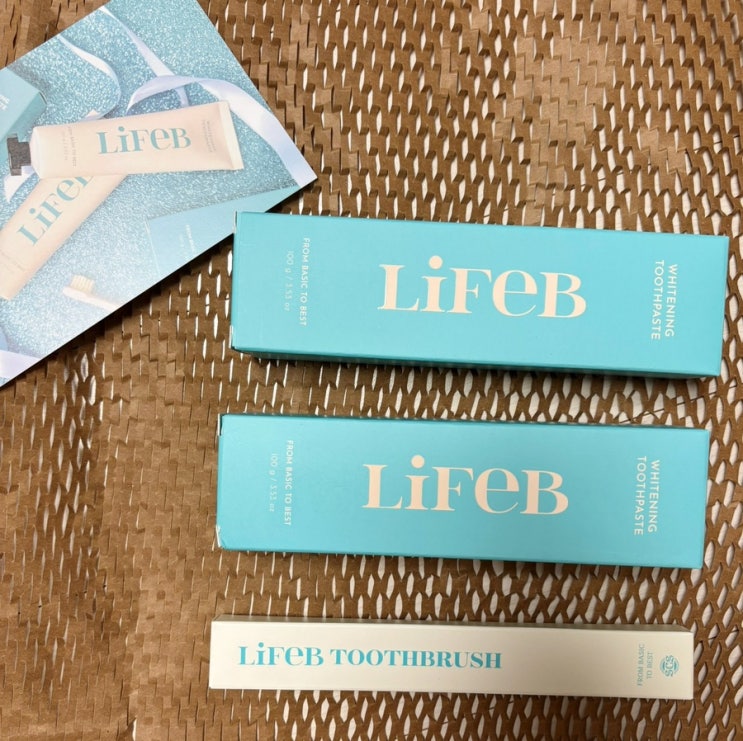 LiFeB
LiFeB
FROM BASIC TO BEST
100 g / 3.53 oz
LiFeB
WHITENING
TOOTHPASTE
FROM BASIC TO BEST
100 g / 3.53 oz
LiFeB
WHITENING
TOOTHPASTE
LiFeB TOOTHBRUSH
FROM BASIC
TO BEST
SCS